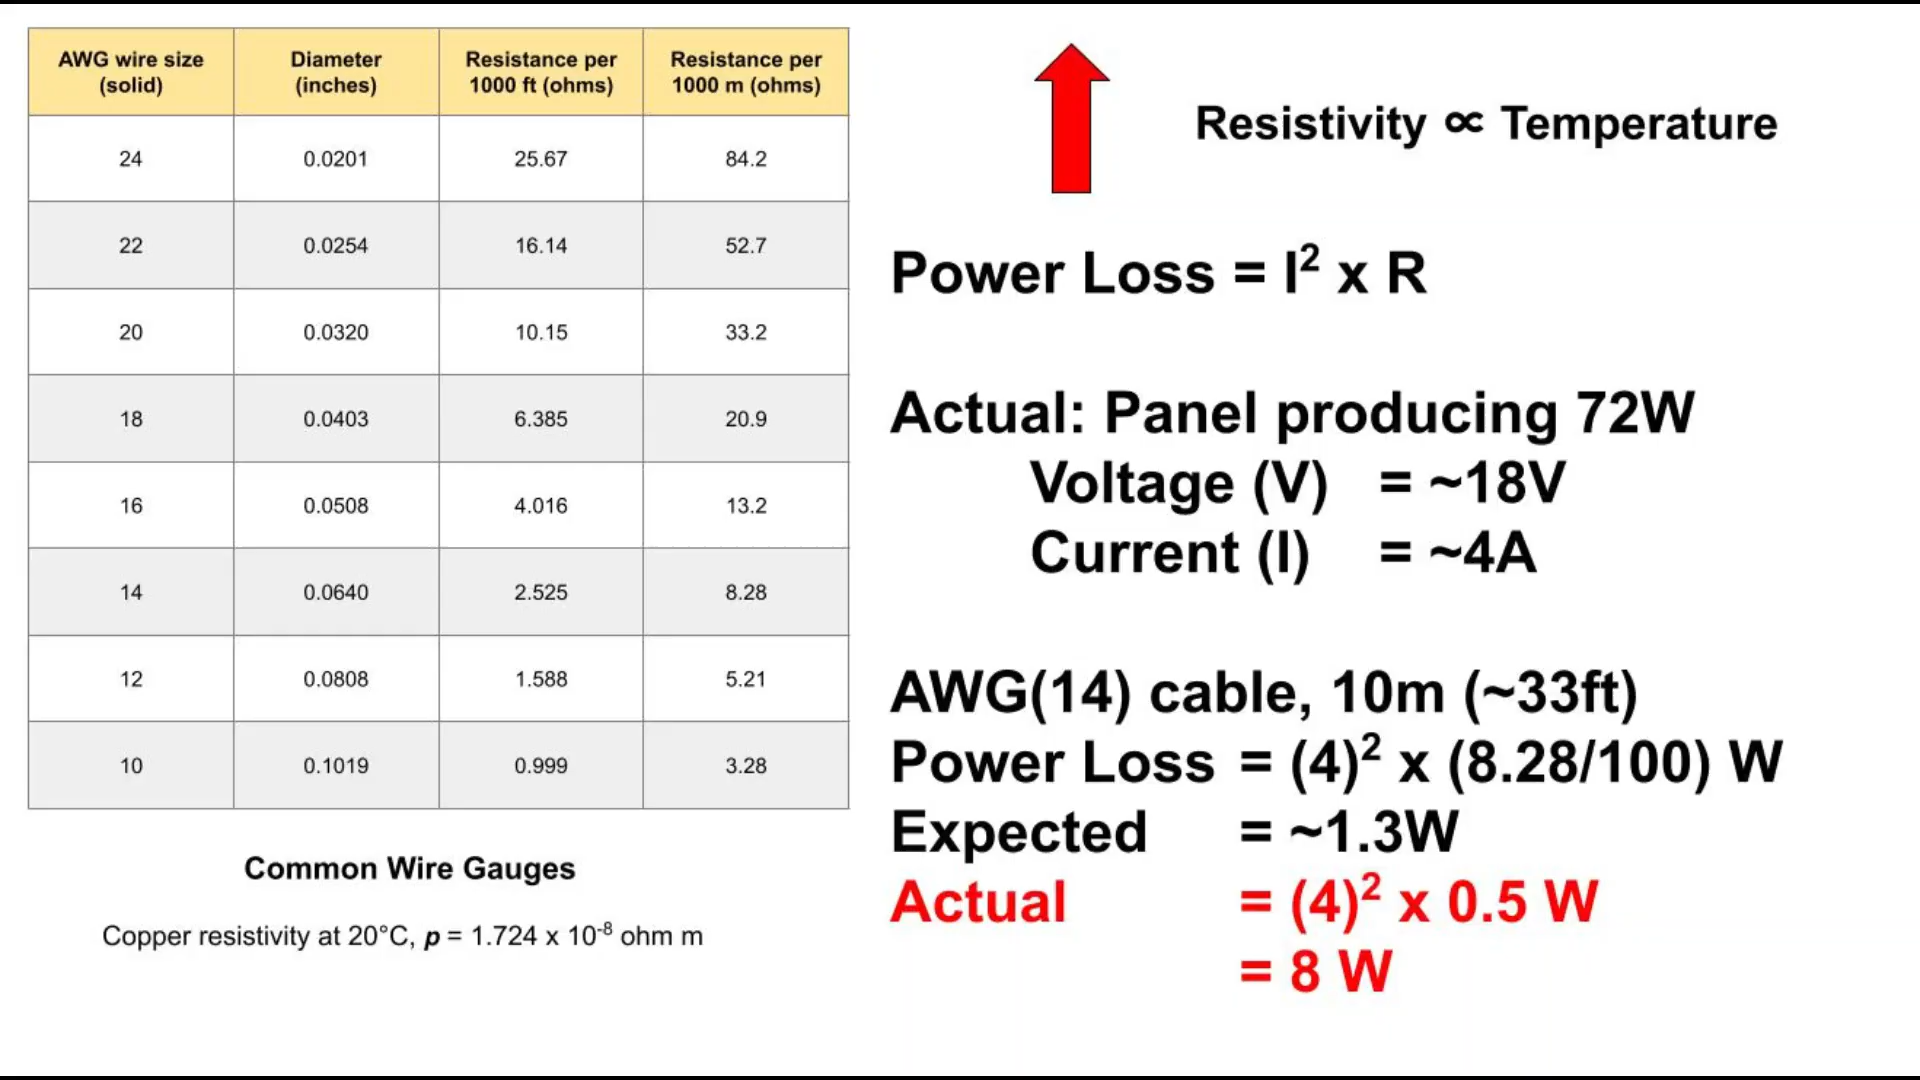 AWG wire size (solid) Diameter (inches) Resistance per 1000 ft (ohms) Resistance per 1000 m (ohms)
24 0.0201 25.67 84.2
22 0.0254 16.14 52.7
20 0.0320 10.15 33.2
18 0.0403 6.385 20.9
16 0.0508 4.016 13.2
14 0.0640 2.525 8.28
12 0.0808 1.588 5.21
10 0.1019 0.999 3.28
Common Wire Gauges
Copper resistivity at 20°C, p = 1.724 x 10⁻⁸ ohm m
Resistivity ∝ Temperature
Power Loss = I² x R
Actual: Panel producing 72W
Voltage (V) = ~18V
Current (I) = ~4A
AWG(14) cable, 10m (~33ft)
Power Loss = (4)² x (8.28/100) W
Expected = ~1.3W
Actual = (4)² x 0.5 W
= 8 W